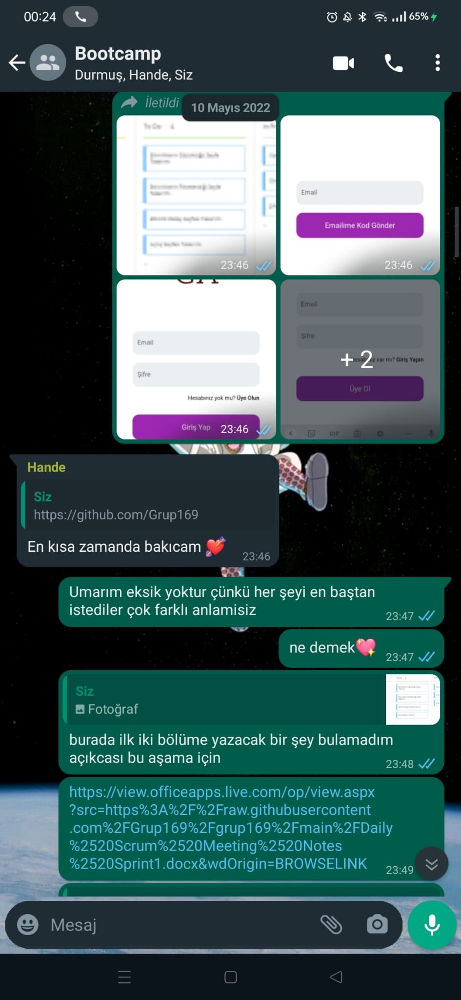 00:24
65%
Bootcamp
Durmuş, Hande, Siz
İletildi
10 Mayıs 2022
To Do 4
23:46
Email
Emailime Kod Gönder
23:46
Email
Şifre
Hesabınız yok mu? Üye Olun
Giriş Yap
23:46
Email
Şifre
+ 2
Hesabınız var mı? Giriş Yapın
Üye Ol
GIF
Hande
Siz
https://github.com/Grup169
En kısa zamanda bakıcam
23:46
Umarım eksik yoktur çünkü her şeyi en baştan
istediler çok farklı anlamisiz
23:47
ne demek
23:47
Siz
Fotoğraf
burada ilk iki bölüme yazacak bir şey bulamadım
açıkcası bu aşama için
23:48
https://view.officeapps.live.com/op/view.aspx
?src=https%3A%2F%2Fraw.githubusercontent
.com%2FGrup169%2Fgrup169%2Fmain%2FDaily
%2520Scrum%2520Meeting%2520Notes
%2520Sprint1.docx&wdOrigin=BROWSELINK
23:49
Mesaj